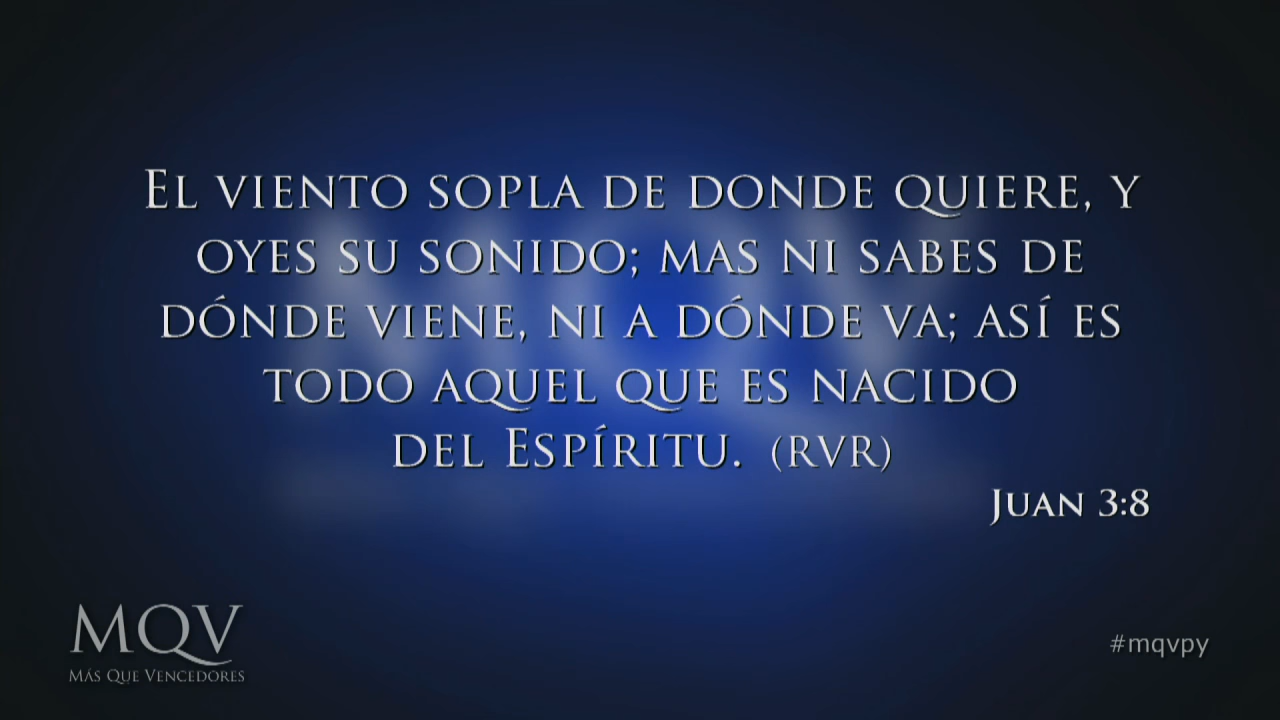 El viento sopla de donde quiere, y
oyes su sonido; mas ni sabes de
dónde viene, ni a dónde va; así es
todo aquel que es nacido
del Espíritu. (RVR)
Juan 3:8
MQV
Más Que Vencedores
#mqvpy